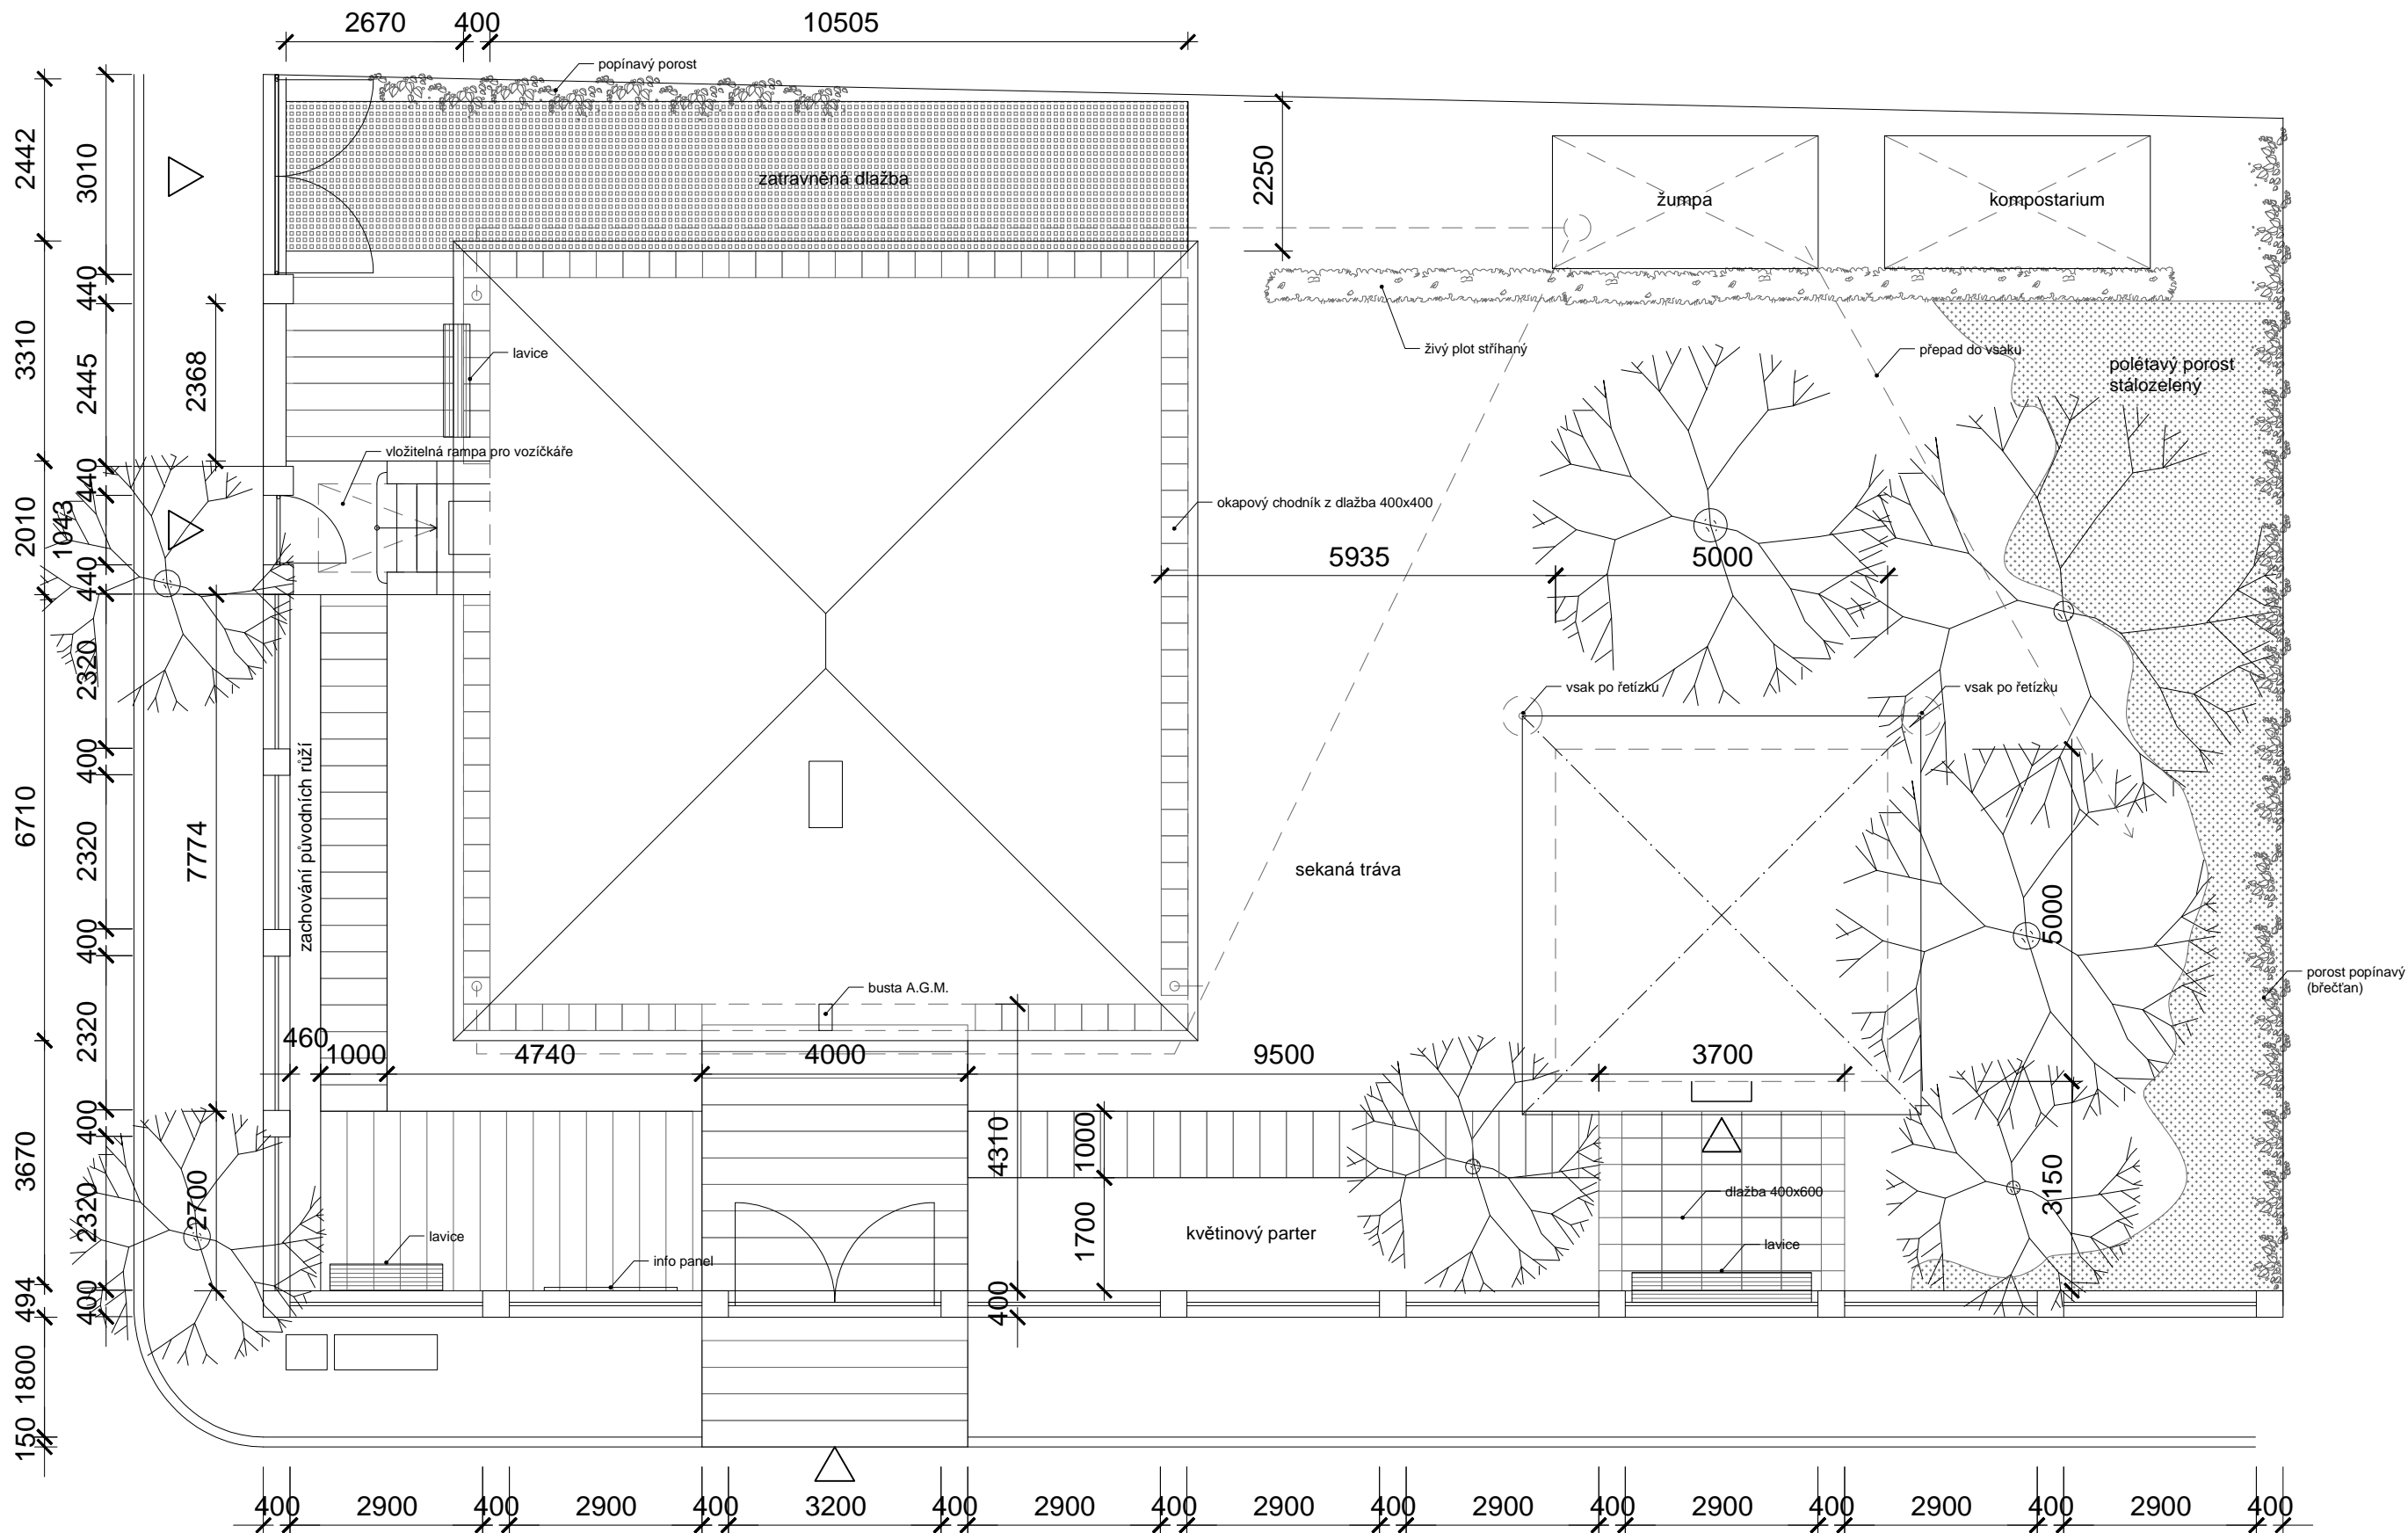 2670
400
10505
popínavý porost
24420
3010
zatravněná dlažba
2250
žumpa
kompostarium
440
3310
2445
2368
lavice
živý plot stříhaný
přepad do vsaku
polétavý porost
stálozelený
440
vložitelná rampa pro vozíčkáře
2010
1043
okapový chodník z dlažba 400x400
5935
5000
440
2320
vsak po řetízku
vsak po řetízku
400
zachování původních růží
6710
2320
7774
sekaná tráva
5000
400
porost popínavý
(břečťan)
busta A.G.M.
2320
460
1000
4740
4000
9500
3700
400
3670
4310
1000
2320
2700
1700
3150
dlažba 400x600
květinový parter
lavice
info panel
lavice
494
400
400
1800
150
400
2900
400
2900
400
3200
400
2900
400
2900
400
2900
400
2900
400
2900
400
2900
400